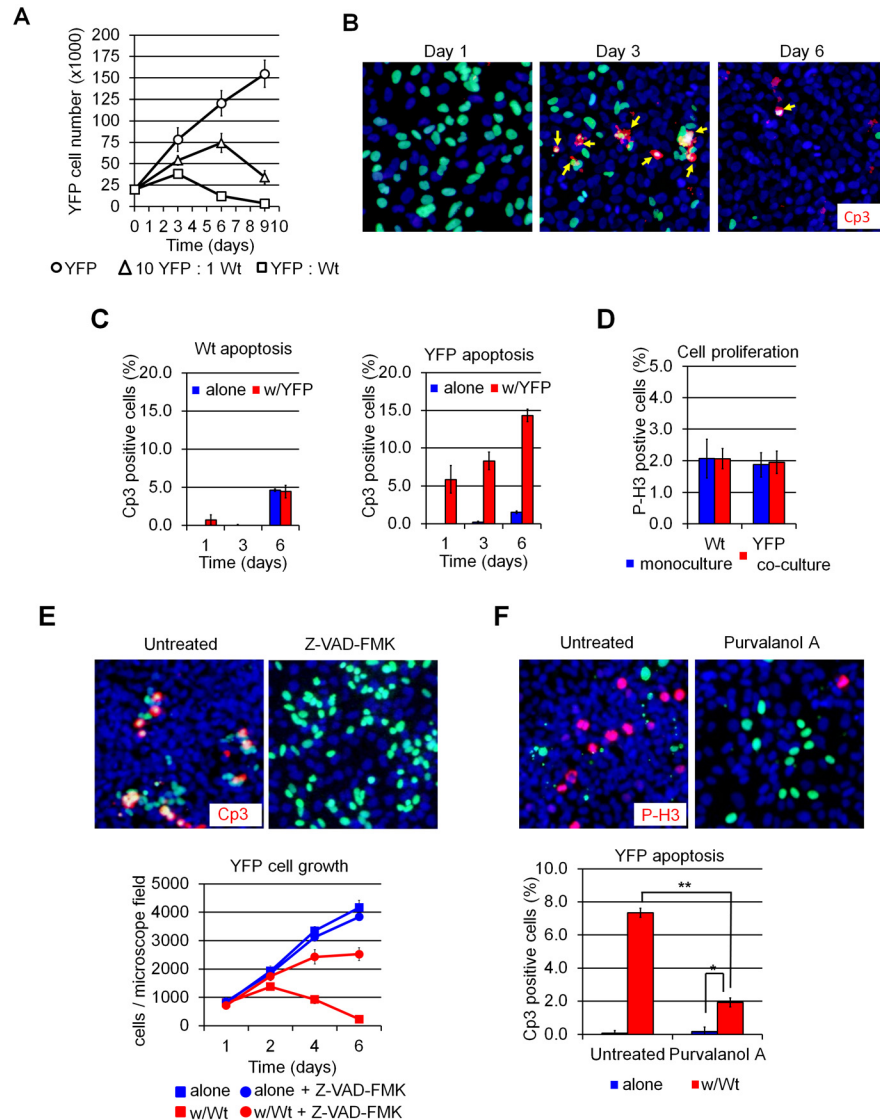 A
YFP cell number (x1000)
200
175
150
125
100
75
50
25
0
0 1 2 3 4 5 6 7 8 9 10
Time (days)
YFP 10 YFP : 1 Wt YFP : Wt
B
Day 1 Day 3 Day 6
Cp3
C
Wt apoptosis
Cp3 positive cells (%)
20.0
15.0
10.0
5.0
0.0
alone w/YFP
1 3 6
Time (days)
YFP apoptosis
Cp3 positive cells (%)
20.0
15.0
10.0
5.0
0.0
alone w/YFP
1 3 6
Time (days)
D
Cell proliferation
P-H3 postive cells (%)
5.0
4.0
3.0
2.0
1.0
0.0
Wt YFP
monoculture co-culture
E
Untreated Z-VAD-FMK
Cp3
YFP cell growth
cells / microscope field
5000
4000
3000
2000
1000
0
1 2 4 6
Time (days)
alone alone + Z-VAD-FMK
w/Wt w/Wt + Z-VAD-FMK
F
Untreated Purvalanol A
P-H3
YFP apoptosis
Cp3 positive cells (%)
10.0
8.0
6.0
4.0
2.0
0.0
**
*
Untreated Purvalanol A
alone w/Wt